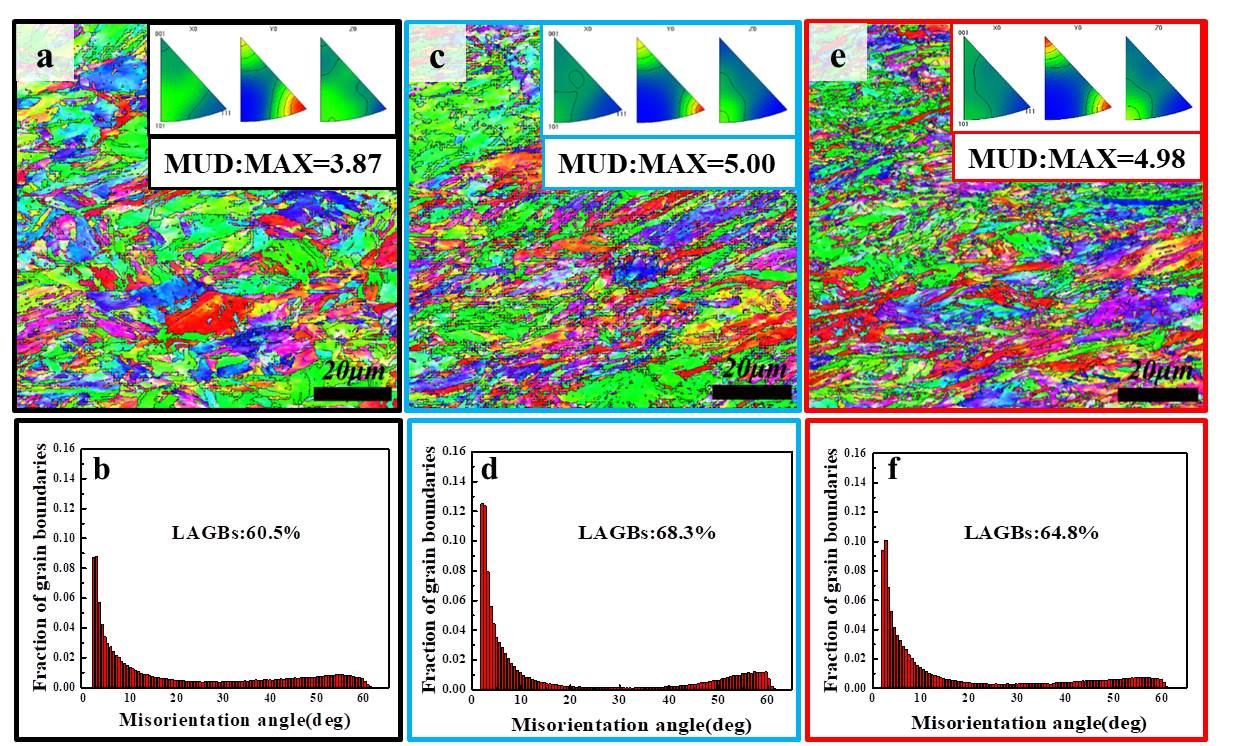 a
X0
Y0
Z0
001
101
111
MUD:MAX=3.87
20μm
c
X0
Y0
Z0
001
101
111
MUD:MAX=5.00
20μm
e
X0
Y0
Z0
001
101
111
MUD:MAX=4.98
20μm
b
LAGBs:60.5%
Fraction of grain boundaries
0.16
0.14
0.12
0.10
0.08
0.06
0.04
0.02
0.00
0 10 20 30 40 50 60
Misorientation angle(deg)
d
LAGBs:68.3%
Fraction of grain boundaries
0.16
0.14
0.12
0.10
0.08
0.06
0.04
0.02
0.00
0 10 20 30 40 50 60
Misorientation angle(deg)
f
LAGBs:64.8%
Fraction of grain boundaries
0.16
0.14
0.12
0.10
0.08
0.06
0.04
0.02
0.00
0 10 20 30 40 50 60
Misorientation angle(deg)